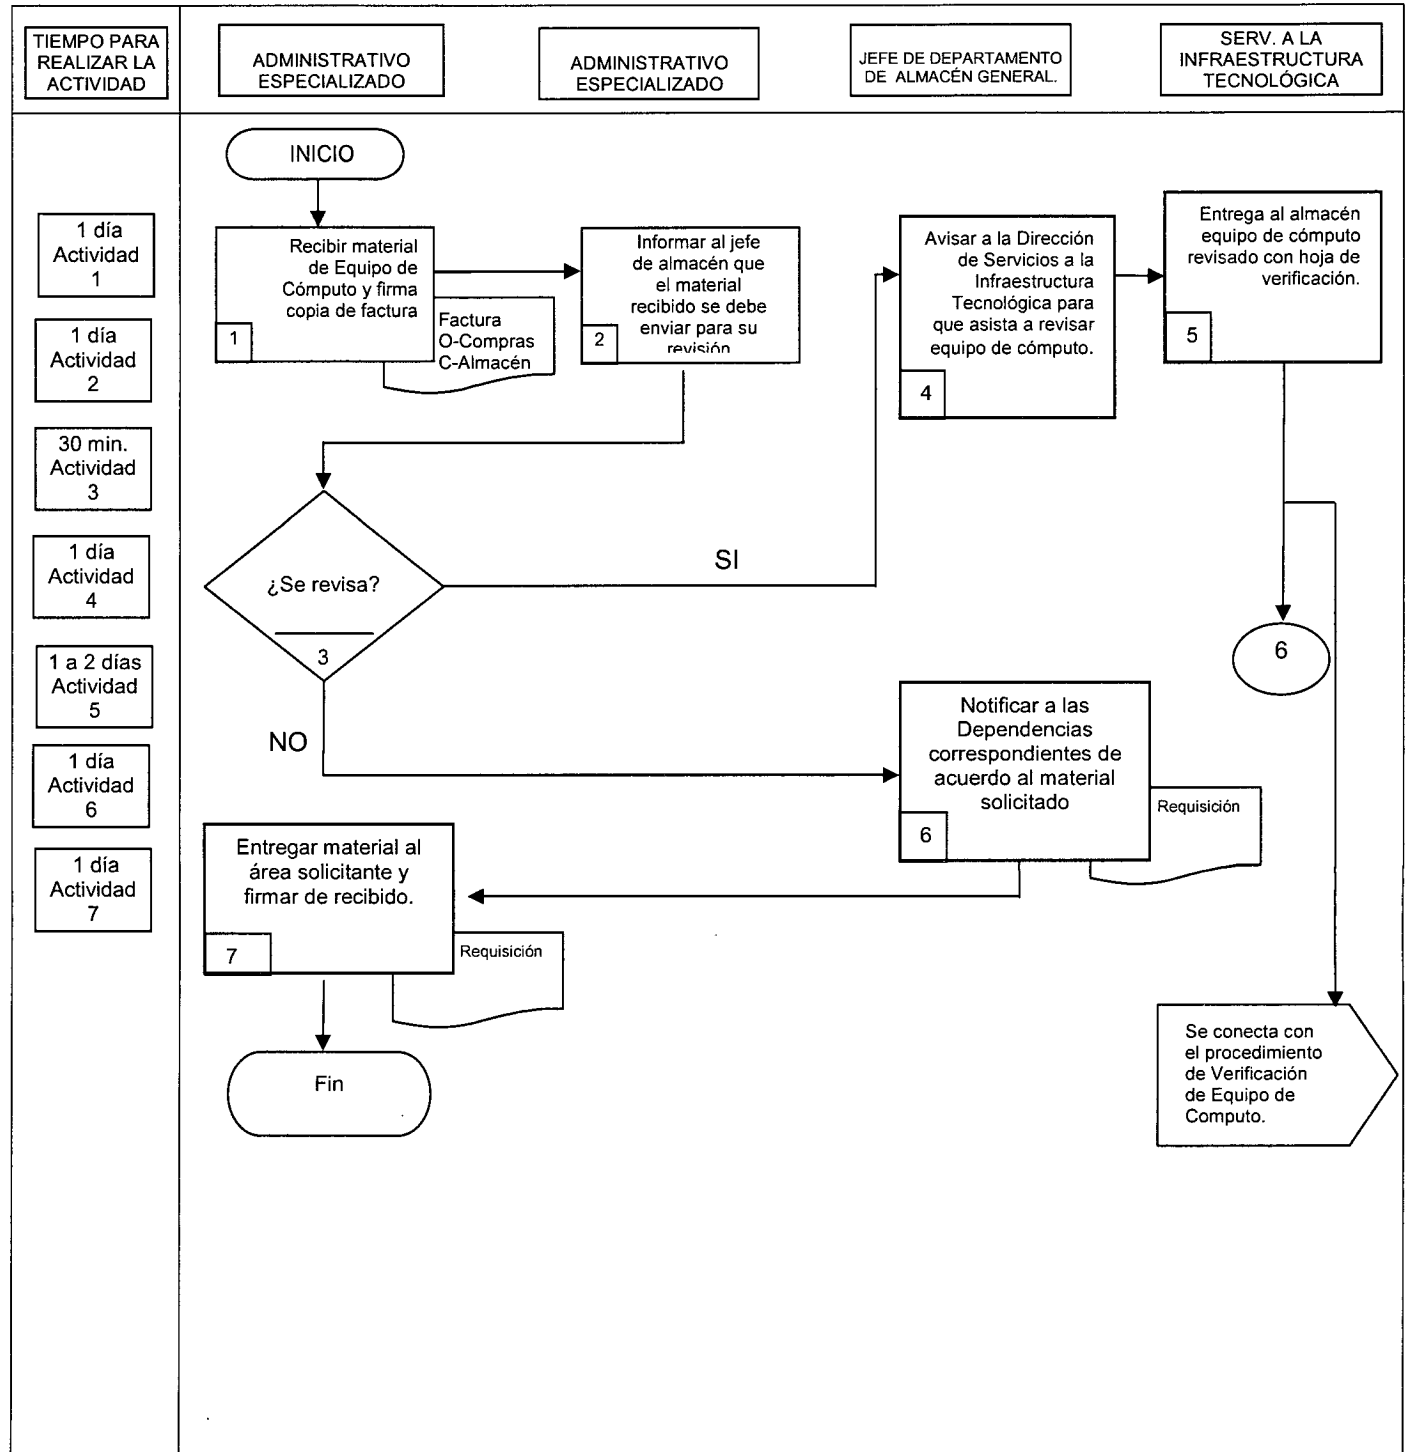 TIEMPO PARA
REALIZAR LA
ACTIVIDAD
ADMINISTRATIVO
ESPECIALIZADO
ADMINISTRATIVO
ESPECIALIZADO
JEFE DE DEPARTAMENTO
DE ALMACÉN GENERAL.
SERV. A LA
INFRAESTRUCTURA
TECNOLÓGICA
1 día
Actividad
1
1 día
Actividad
2
30 min.
Actividad
3
1 día
Actividad
4
1 a 2 días
Actividad
5
1 día
Actividad
6
1 día
Actividad
7
INICIO
Recibir material
de Equipo de
Cómputo y firma
copia de factura
1
Factura
O-Compras
C-Almacén
Informar al jefe
de almacén que
el material
recibido se debe
enviar para su
revisión
2
Avisar a la Dirección
de Servicios a la
Infraestructura
Tecnológica para
que asista a revisar
equipo de cómputo.
4
Entrega al almacén
equipo de cómputo
revisado con hoja de
verificación.
5
¿Se revisa?
3
SI
NO
6
Notificar a las
Dependencias
correspondientes de
acuerdo al material
solicitado
6
Requisición
Entregar material al
área solicitante y
firmar de recibido.
7
Requisición
Fin
Se conecta con
el procedimiento
de Verificación
de Equipo de
Computo.